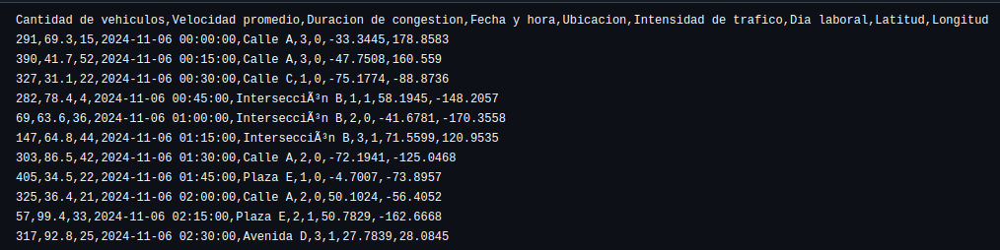 Cantidad de vehiculos,Velocidad promedio,Duracion de congestion,Fecha y hora,Ubicacion,Intensidad de trafico,Dia laboral,Latitud,Longitud
291,69.3,15,2024-11-06 00:00:00,Calle A,3,0,-33.3445,178.8583
390,41.7,52,2024-11-06 00:15:00,Calle A,3,0,-47.7508,160.559
327,31.1,22,2024-11-06 00:30:00,Calle C,1,0,-75.1774,-88.8736
282,78.4,4,2024-11-06 00:45:00,IntersecciÃ³n B,1,1,58.1945,-148.2057
69,63.6,36,2024-11-06 01:00:00,IntersecciÃ³n B,2,0,-41.6781,-170.3558
147,64.8,44,2024-11-06 01:15:00,IntersecciÃ³n B,3,1,71.5599,120.9535
303,86.5,42,2024-11-06 01:30:00,Calle A,2,0,-72.1941,-125.0468
405,34.5,22,2024-11-06 01:45:00,Plaza E,1,0,-4.7007,-73.8957
325,36.4,21,2024-11-06 02:00:00,Calle A,2,0,50.1024,-56.4052
57,99.4,33,2024-11-06 02:15:00,Plaza E,2,1,50.7829,-162.6668
317,92.8,25,2024-11-06 02:30:00,Avenida D,3,1,27.7839,28.0845